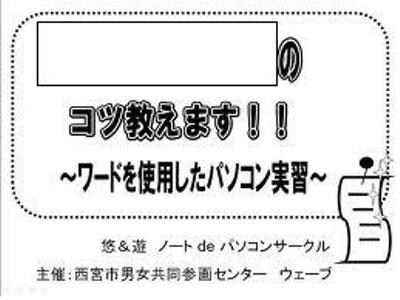 の
コツ教えます！！
～ワードを使用したパソコン実習～
悠＆遊　ノート de パソコンサークル
主催：西宮市男女共同参画センター　ウェーブ